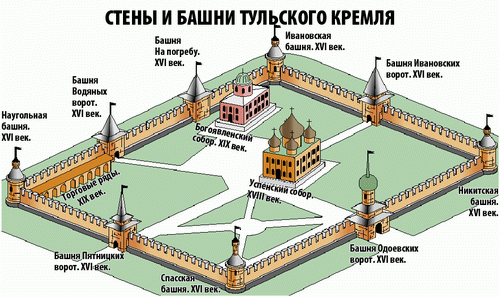 СТЕНЫ И БАШНИ ТУЛЬСКОГО КРЕМЛЯ
Ивановская
башня. XVI век.
Башня
На погребу.
XVI век.
Башня Ивановских
ворот. XVI век.
Башня
Водяных
ворот.
XVI век.
Наугольная
башня.
XVI век.
Богоявленский
собор. XIX век.
Торговые ряды.
XIX век.
Успенский собор.
XVIII век.
Никитская
башня. XVI век.
Башня Пятницких
ворот. XVI век.
Спасская
башня. XVI век.
Башня Одоевских
ворот. XVI век.